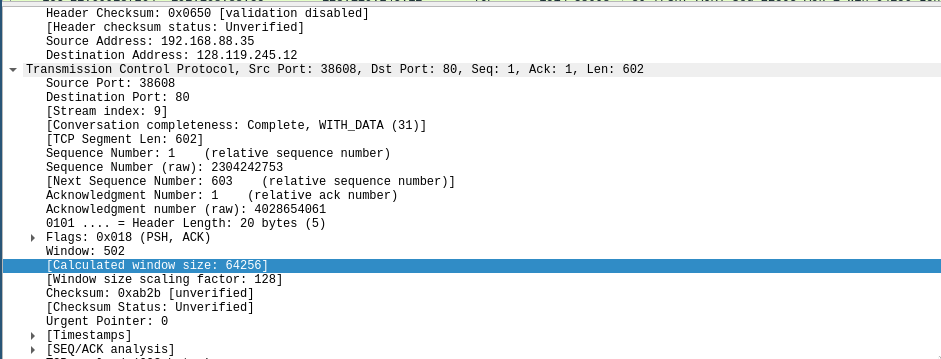 Header Checksum: 0x0650 [validation disabled]
[Header checksum status: Unverified]
Source Address: 192.168.88.35
Destination Address: 128.119.245.12
Transmission Control Protocol, Src Port: 38608, Dst Port: 80, Seq: 1, Ack: 1, Len: 602
Source Port: 38608
Destination Port: 80
[Stream index: 9]
[Conversation completeness: Complete, WITH_DATA (31)]
[TCP Segment Len: 602]
Sequence Number: 1    (relative sequence number)
Sequence Number (raw): 2304242753
[Next Sequence Number: 603    (relative sequence number)]
Acknowledgment Number: 1    (relative ack number)
Acknowledgment number (raw): 4028654061
0101 .... = Header Length: 20 bytes (5)
Flags: 0x018 (PSH, ACK)
Window: 502
[Calculated window size: 64256]
[Window size scaling factor: 128]
Checksum: 0xab2b [unverified]
[Checksum Status: Unverified]
Urgent Pointer: 0
[Timestamps]
[SEQ/ACK analysis]